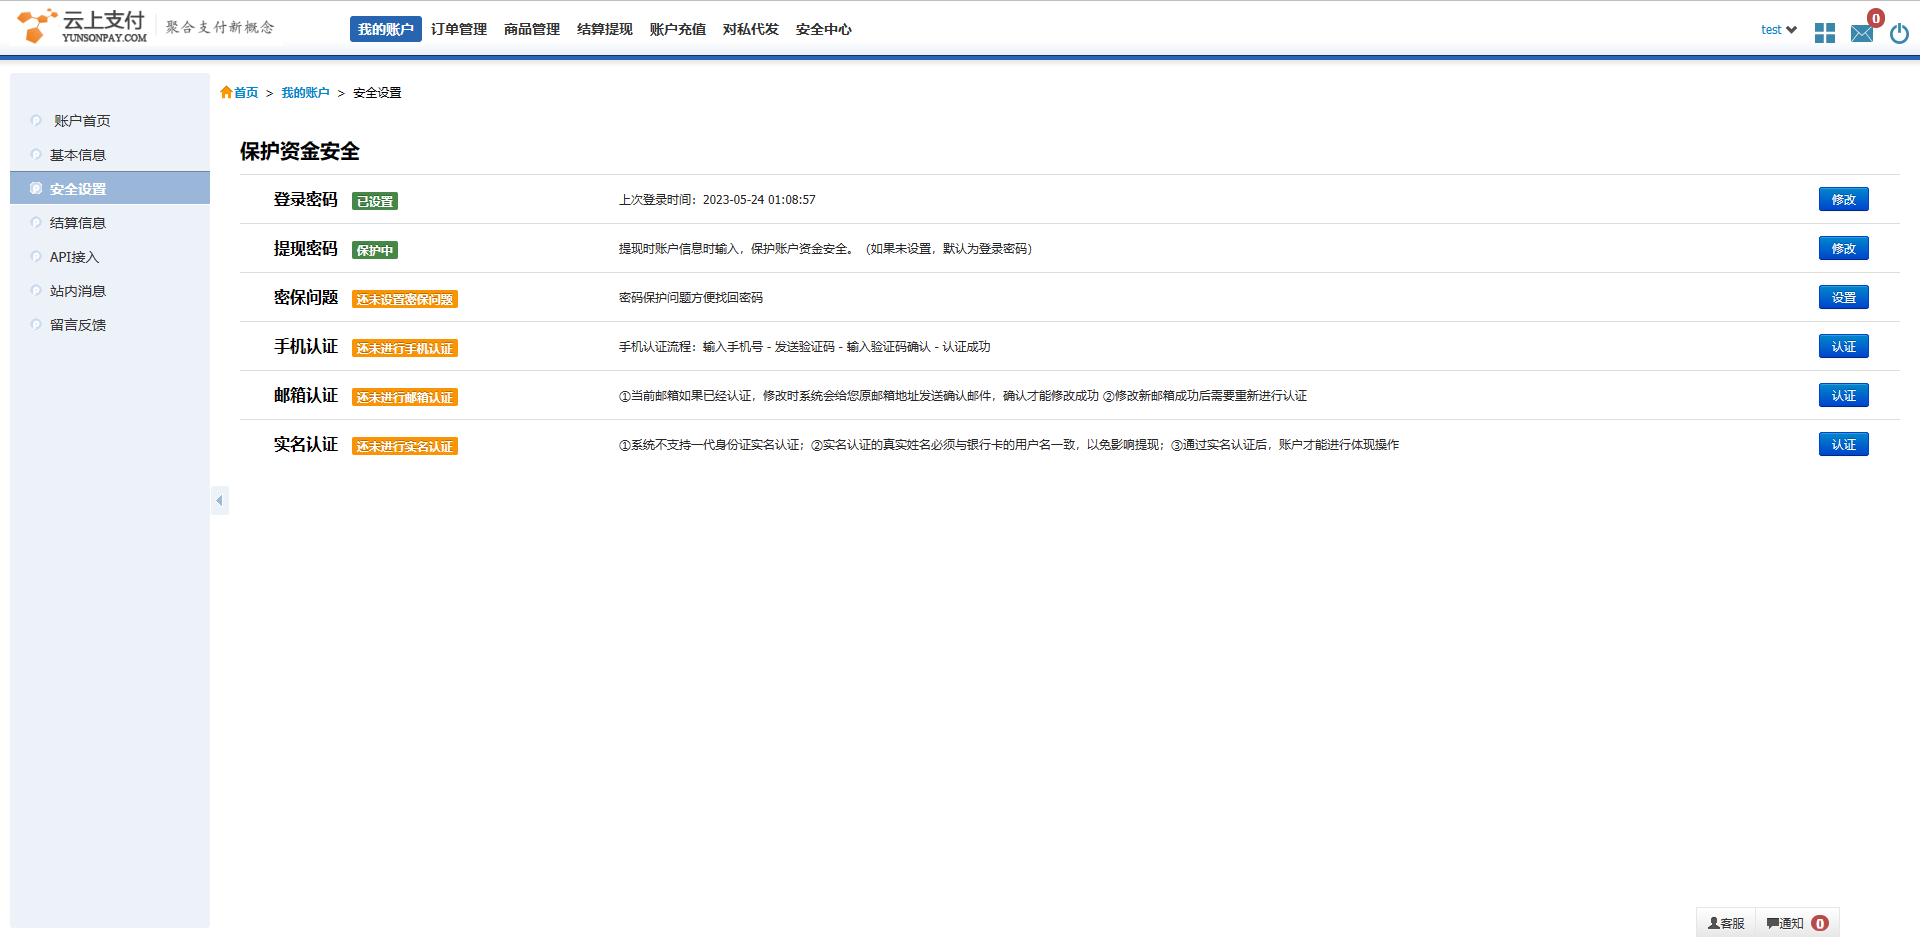 云上支付
YUNSONPAY.COM
聚合支付新概念
我的账户 订单管理 商品管理 结算提现 账户充值 对私代发 安全中心
test
0
首页 > 我的账户 > 安全设置
账户首页
基本信息
安全设置
结算信息
API接入
站内消息
留言反馈
保护资金安全
登录密码 已设置 上次登录时间：2023-05-24 01:08:57 修改
提现密码 保护中 提现时账户信息时输入，保护账户资金安全。（如果未设置，默认为登录密码） 修改
密保问题 还未设置密保问题 密码保护问题方便找回密码 设置
手机认证 还未进行手机认证 手机认证流程：输入手机号 - 发送验证码 - 输入验证码确认 - 认证成功 认证
邮箱认证 还未进行邮箱认证 ①当前邮箱如果已经认证，修改时系统会给您原邮箱地址发送确认邮件，确认才能修改成功 ②修改新邮箱成功后需要重新进行认证 认证
实名认证 还未进行实名认证 ①系统不支持一代身份证实名认证；②实名认证的真实姓名必须与银行卡的用户名一致，以免影响提现；③通过实名认证后，账户才能进行体现操作 认证
客服 通知 0